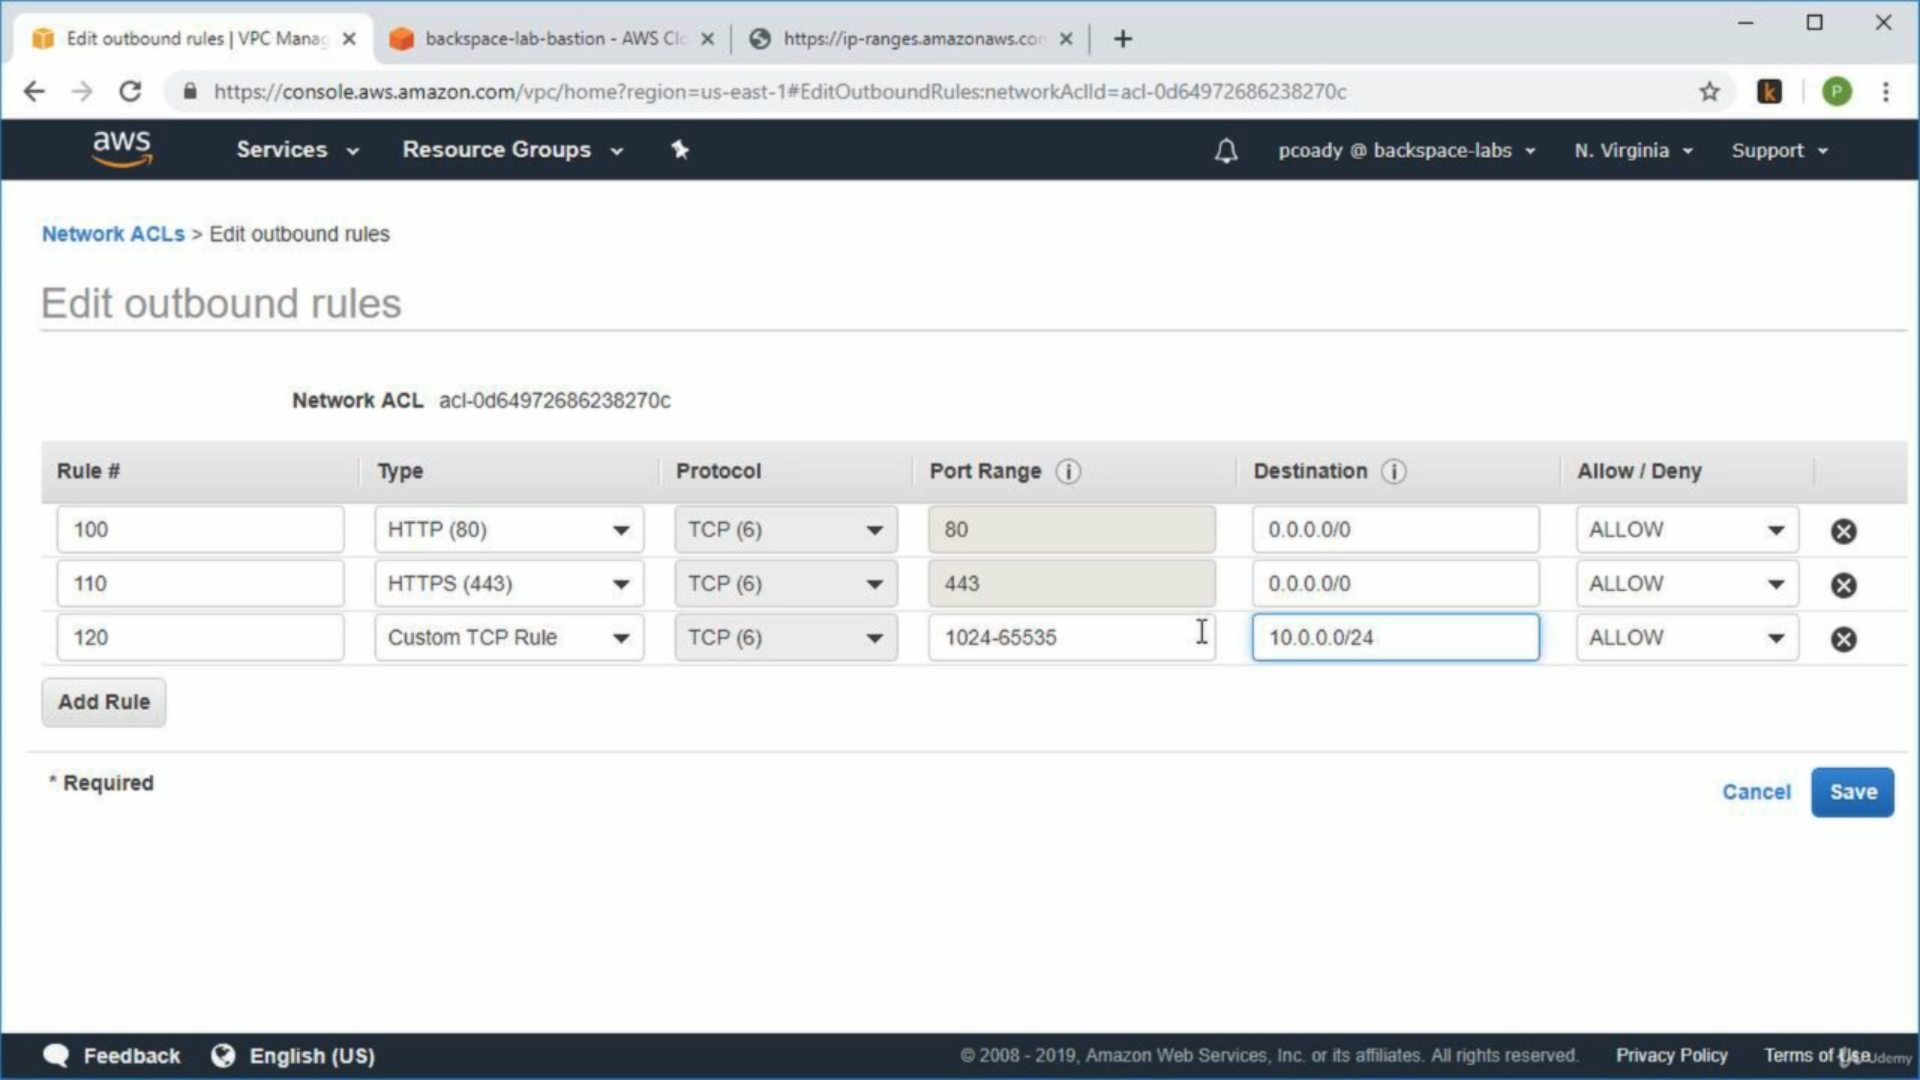 Edit outbound rules | VPC Manag
backspace-lab-bastion - AWS Clo
https://ip-ranges.amazonaws.com
https://console.aws.amazon.com/vpc/home?region=us-east-1#EditOutboundRules:networkAclId=acl-0d64972686238270c
k
P
aws
Services
Resource Groups
pcoady @ backspace-labs
N. Virginia
Support
Network ACLs > Edit outbound rules
Edit outbound rules
Network ACL acl-0d64972686238270c
Rule # Type Protocol Port Range i Destination i Allow / Deny
100 HTTP (80) TCP (6) 80 0.0.0.0/0 ALLOW
110 HTTPS (443) TCP (6) 443 0.0.0.0/0 ALLOW
120 Custom TCP Rule TCP (6) 1024-65535 10.0.0.0/24 ALLOW
Add Rule
* Required
Cancel
Save
Feedback
English (US)
© 2008 - 2019, Amazon Web Services, Inc. or its affiliates. All rights reserved.
Privacy Policy
Terms of Use
Udemy